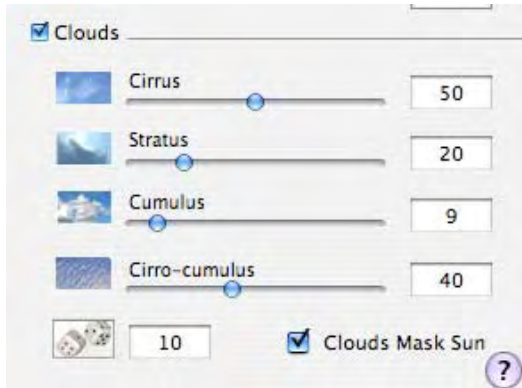 Clouds
Cirrus
50
Stratus
20
Cumulus
9
Cirro-cumulus
40
10 Clouds Mask Sun
?